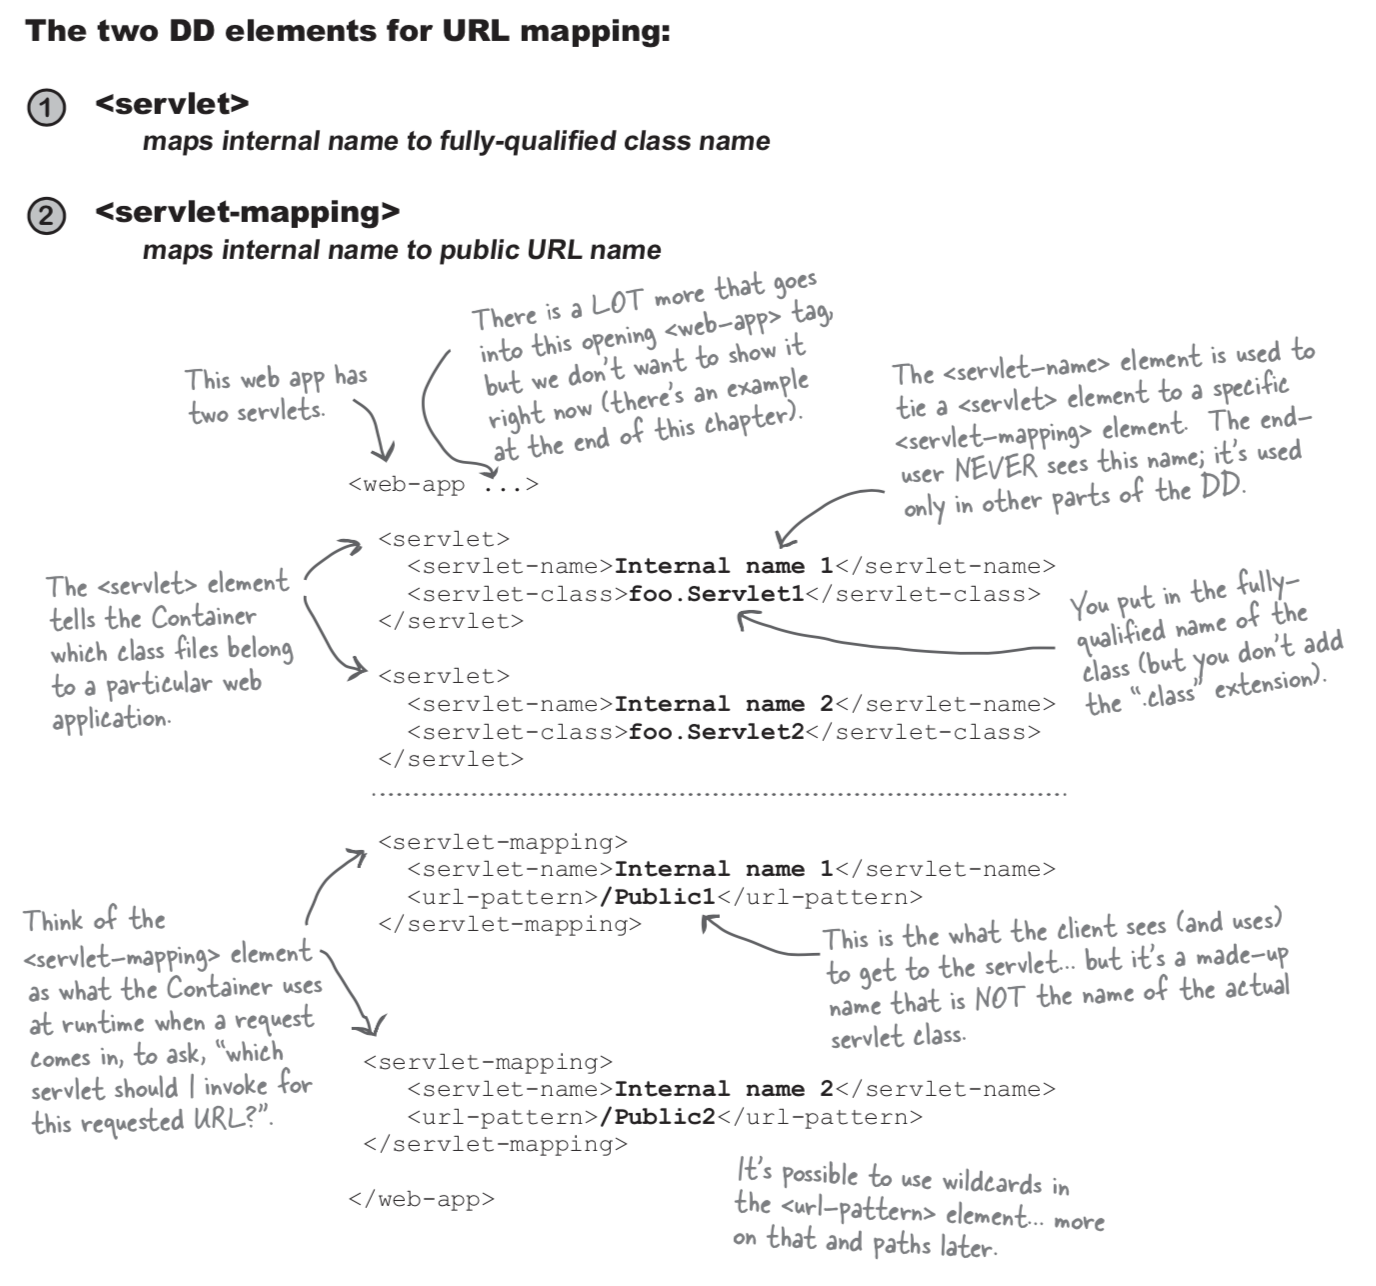 The two DD elements for URL mapping:
1 <servlet>
maps internal name to fully-qualified class name
2 <servlet-mapping>
maps internal name to public URL name
This web app has
two servlets.
There is a LOT more that goes
into this opening <web-app> tag,
but we don't want to show it
right now (there's an example
at the end of this chapter).
The <servlet-name> element is used to
tie a <servlet> element to a specific
<servlet-mapping> element. The end-
user NEVER sees this name; it's used
only in other parts of the DD.
<web-app ...>
<servlet>
<servlet-name>Internal name 1</servlet-name>
<servlet-class>foo.Servlet1</servlet-class>
</servlet>
The <servlet> element
tells the Container
which class files belong
to a particular web
application.
You put in the fully-
qualified name of the
class (but you don't add
the ".class" extension).
<servlet>
<servlet-name>Internal name 2</servlet-name>
<servlet-class>foo.Servlet2</servlet-class>
</servlet>
<servlet-mapping>
<servlet-name>Internal name 1</servlet-name>
<url-pattern>/Public1</url-pattern>
</servlet-mapping>
Think of the
<servlet-mapping> element
as what the Container uses
at runtime when a request
comes in, to ask, "which
servlet should I invoke for
this requested URL?".
This is the what the client sees (and uses)
to get to the servlet... but it's a made-up
name that is NOT the name of the actual
servlet class.
<servlet-mapping>
<servlet-name>Internal name 2</servlet-name>
<url-pattern>/Public2</url-pattern>
</servlet-mapping>
</web-app>
It's possible to use wildcards in
the <url-pattern> element... more
on that and paths later.